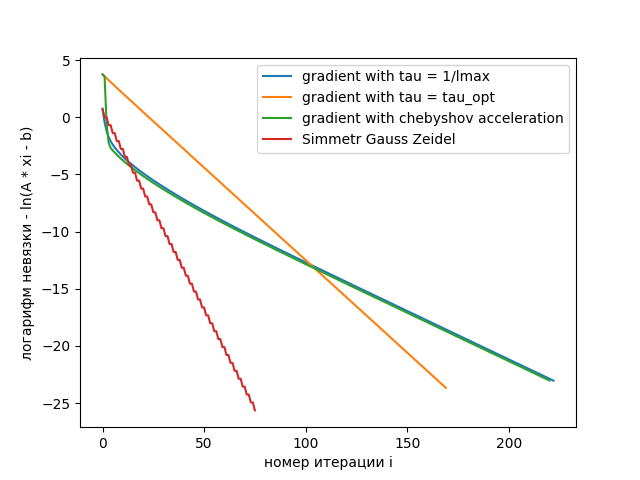 5
0
−5
−10
−15
−20
−25
логарифм невязки - ln(A * xi - b)
gradient with tau = 1/lmax
gradient with tau = tau_opt
gradient with chebyshov acceleration
Simmetr Gauss Zeidel
0
50
100
150
200
номер итерации i